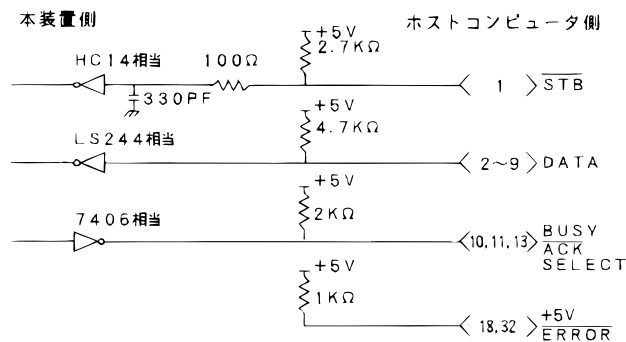 本装置側
ホストコンピュータ側
+5V
2.7KΩ
HC14相当
100Ω
330PF
1
STB
+5V
4.7KΩ
LS244相当
2～9
DATA
+5V
2KΩ
7406相当
10,11,13
BUSY
ACK
SELECT
+5V
1KΩ
18,32
+5V
ERROR